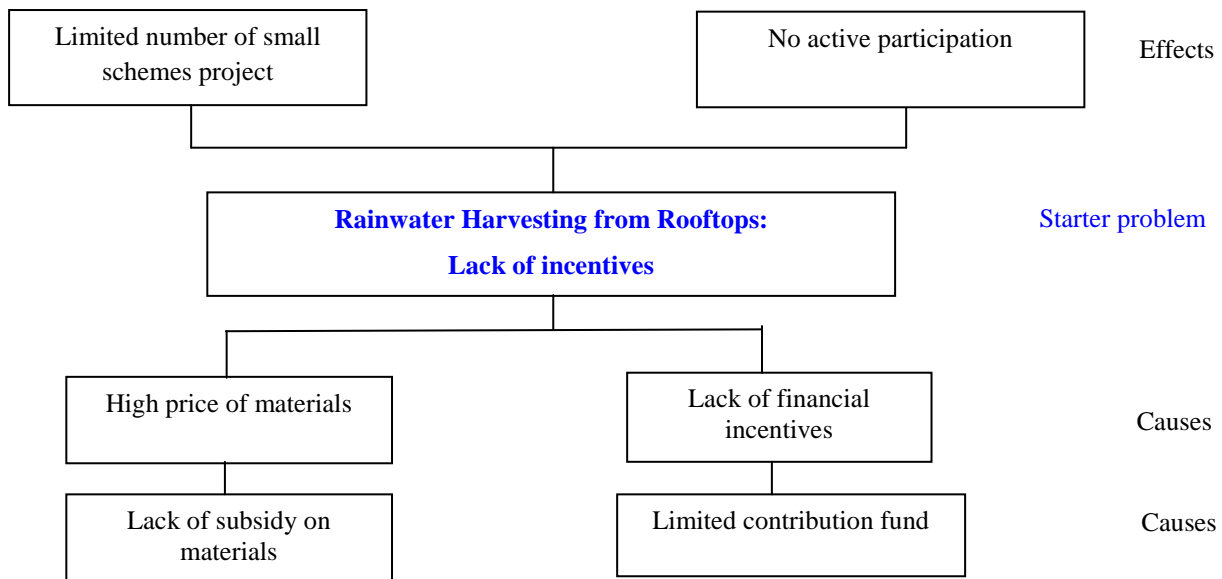 Limited number of small
schemes project
No active participation
Effects
Rainwater Harvesting from Rooftops:
Lack of incentives
Starter problem
High price of materials
Lack of financial
incentives
Causes
Lack of subsidy on
materials
Limited contribution fund
Causes